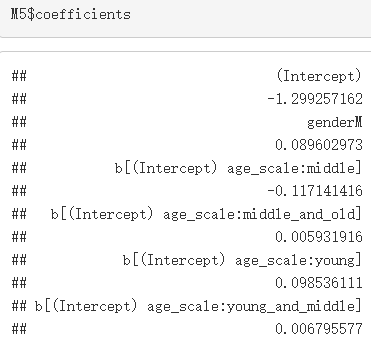 M5$coefficients
## (Intercept)
## -1.299257162
## genderM
## 0.089602973
## b[(Intercept) age_scale:middle]
## -0.117141416
## b[(Intercept) age_scale:middle_and_old]
## 0.005931916
## b[(Intercept) age_scale:young]
## 0.098536111
## b[(Intercept) age_scale:young_and_middle]
## 0.006795577